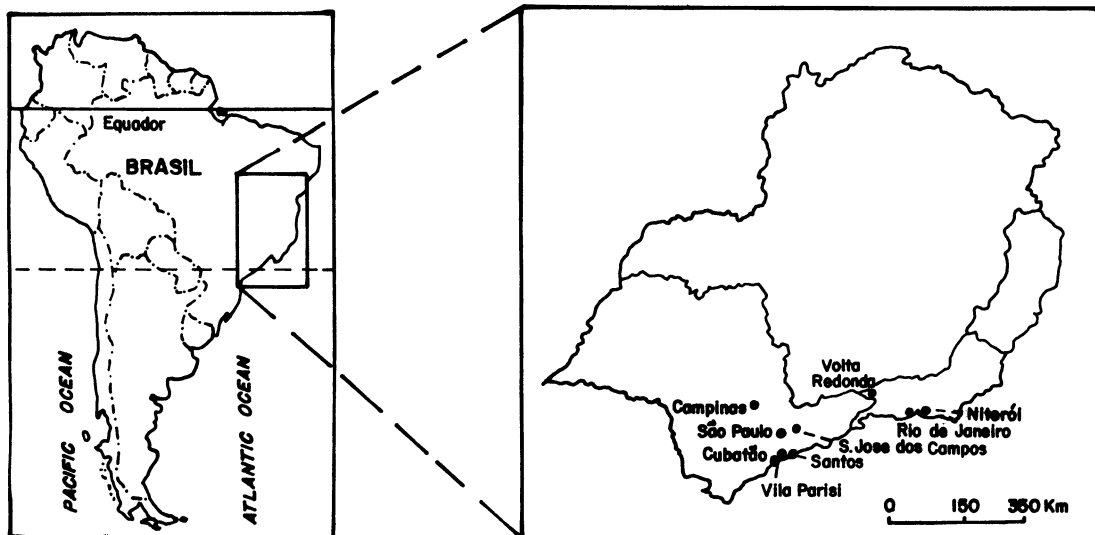 Equador
BRASIL
PACIFIC OCEAN
ATLANTIC OCEAN
Volta
Redonda
Campinas
Niterói
Rio de Janeiro
São Paulo
S. Jose dos Campos
Cubatão
Santos
Vila Parisi
0 150 350 Km